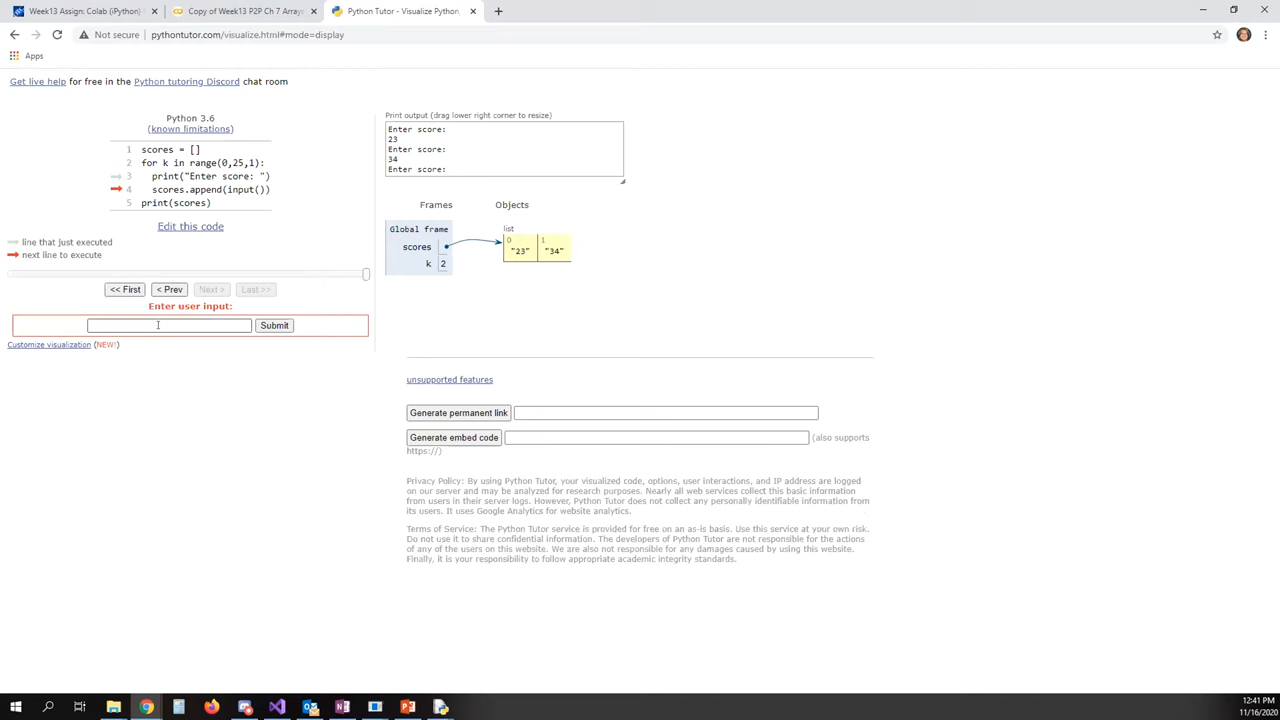 Week13 Assign: Colab (iPython) (
Copy of Week13 P2P Ch 7 Arrays
Python Tutor - Visualize Python,
Not secure
pythontutor.com/visualize.html#mode=display
Apps
Get live help for free in the Python tutoring Discord chat room
Python 3.6
(known limitations)
1 scores = []
2 for k in range(0,25,1):
3 print("Enter score: ")
4 scores.append(input())
5 print(scores)
Edit this code
line that just executed
next line to execute
<< First
< Prev
Next >
Last >>
Enter user input:
Submit
Customize visualization (NEW!)
Print output (drag lower right corner to resize)
Enter score:
23
Enter score:
34
Enter score:
Frames
Objects
Global frame
scores
k 2
list
0 1
"23" "34"
unsupported features
Generate permanent link
Generate embed code
(also supports
https://)
Privacy Policy: By using Python Tutor, your visualized code, options, user interactions, and IP address are logged
on our server and may be analyzed for research purposes. Nearly all web services collect this basic information
from users in their server logs. However, Python Tutor does not collect any personally identifiable information from
its users. It uses Google Analytics for website analytics.
Terms of Service: The Python Tutor service is provided for free on an as-is basis. Use this service at your own risk.
Do not use it to share confidential information. The developers of Python Tutor are not responsible for the actions
of any of the users on this website. We are also not responsible for any damages caused by using this website.
Finally, it is your responsibility to follow appropriate academic integrity standards.
12:41 PM
11/16/2020